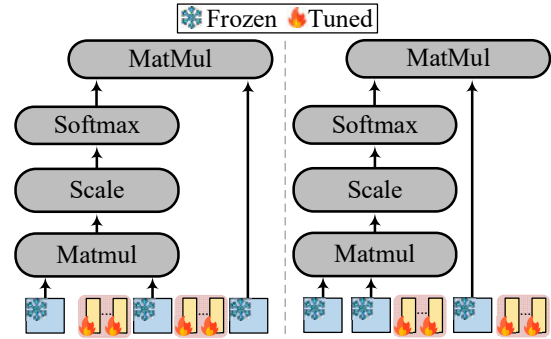 Frozen Tuned
MatMul
Softmax
Scale
Matmul
... ...
MatMul
Softmax
Scale
Matmul
... ...